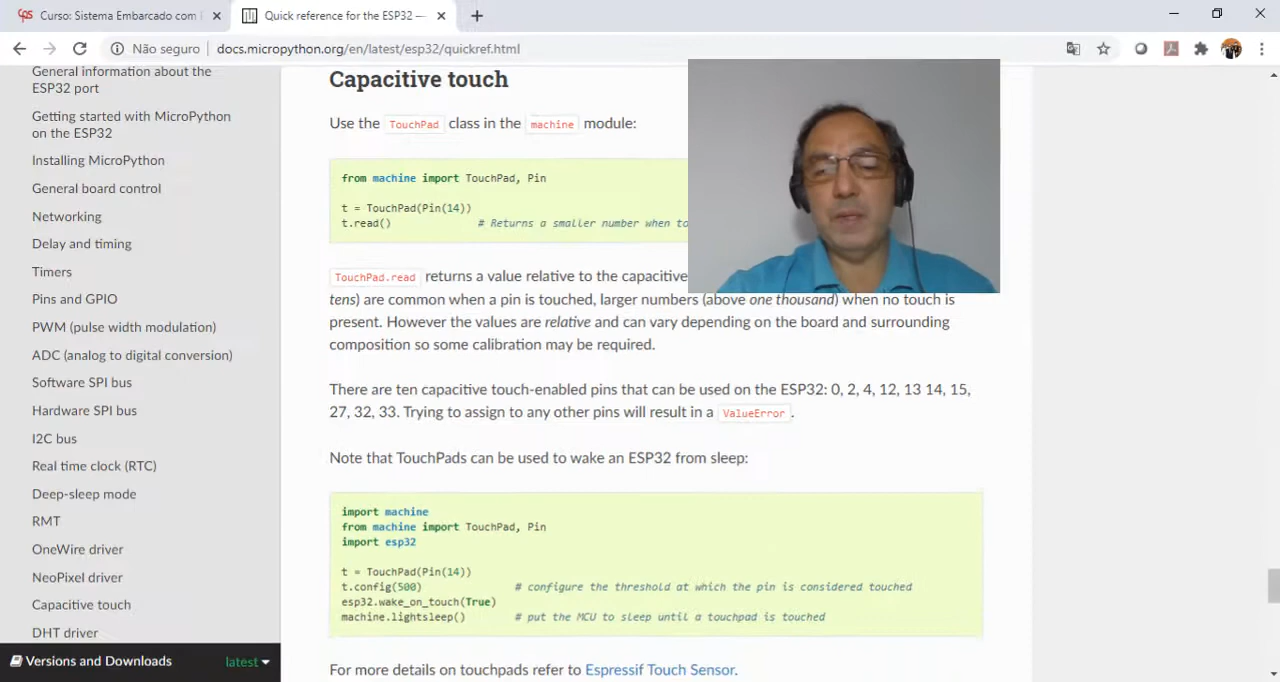 Curso: Sistema Embarcado com
Quick reference for the ESP32 —
Não seguro
docs.micropython.org/en/latest/esp32/quickref.html
General information about the
ESP32 port
Getting started with MicroPython
on the ESP32
Installing MicroPython
General board control
Networking
Delay and timing
Timers
Pins and GPIO
PWM (pulse width modulation)
ADC (analog to digital conversion)
Software SPI bus
Hardware SPI bus
I2C bus
Real time clock (RTC)
Deep-sleep mode
RMT
OneWire driver
NeoPixel driver
Capacitive touch
DHT driver
Versions and Downloads
latest
Capacitive touch
Use the TouchPad class in the machine module:
from machine import TouchPad, Pin
t = TouchPad(Pin(14))
t.read() # Returns a smaller number when
TouchPad.read returns a value relative to the capacitive
tens) are common when a pin is touched, larger numbers (above one thousand) when no touch is
present. However the values are relative and can vary depending on the board and surrounding
composition so some calibration may be required.
There are ten capacitive touch-enabled pins that can be used on the ESP32: 0, 2, 4, 12, 13 14, 15,
27, 32, 33. Trying to assign to any other pins will result in a ValueError.
Note that TouchPads can be used to wake an ESP32 from sleep:
import machine
from machine import TouchPad, Pin
import esp32
t = TouchPad(Pin(14))
t.config(500) # configure the threshold at which the pin is considered touched
esp32.wake_on_touch(True)
machine.lightsleep() # put the MCU to sleep until a touchpad is touched
For more details on touchpads refer to Espressif Touch Sensor.